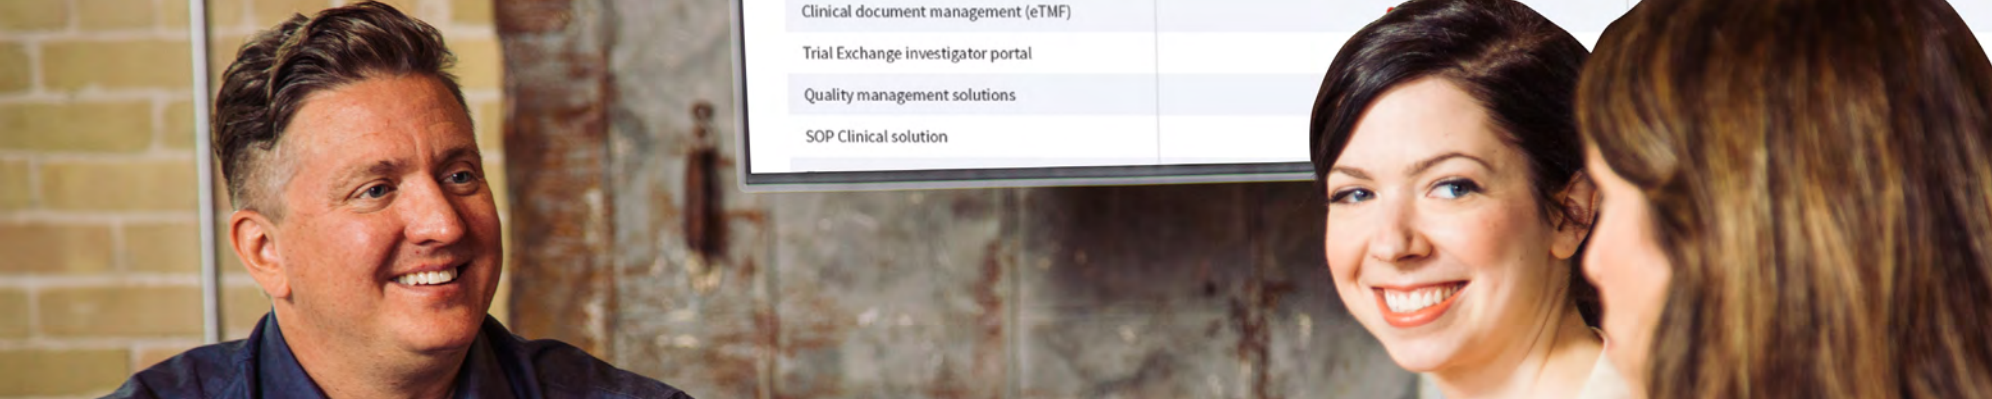 Clinical document management (eTMF)
Trial Exchange investigator portal
Quality management solutions
SOP Clinical solution